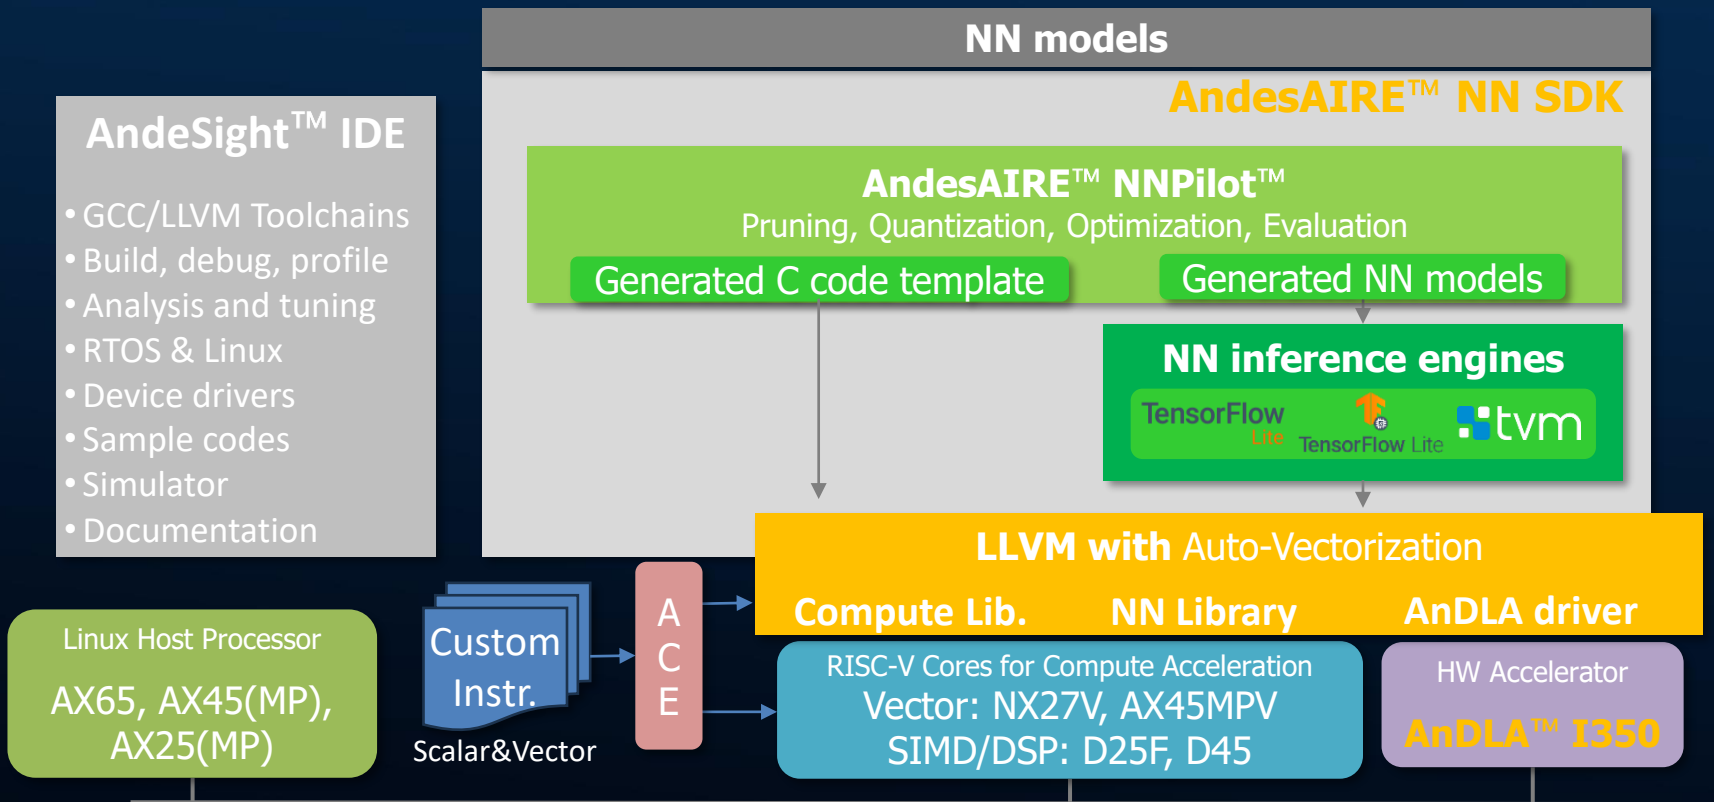 NN models
AndesAIRE™ NN SDK
AndeSight™ IDE
• GCC/LLVM Toolchains
• Build, debug, profile
• Analysis and tuning
• RTOS & Linux
• Device drivers
• Sample codes
• Simulator
• Documentation
AndesAIRE™ NNPilot™
Pruning, Quantization, Optimization, Evaluation
Generated C code template
Generated NN models
NN inference engines
TensorFlow
Lite
TensorFlow Lite
tvm
LLVM with Auto-Vectorization
Compute Lib.
NN Library
AnDLA driver
Linux Host Processor
AX65, AX45(MP),
AX25(MP)
Custom
Instr.
Scalar&Vector
A
C
E
RISC-V Cores for Compute Acceleration
Vector: NX27V, AX45MPV
SIMD/DSP: D25F, D45
HW Accelerator
AnDLA™ I350